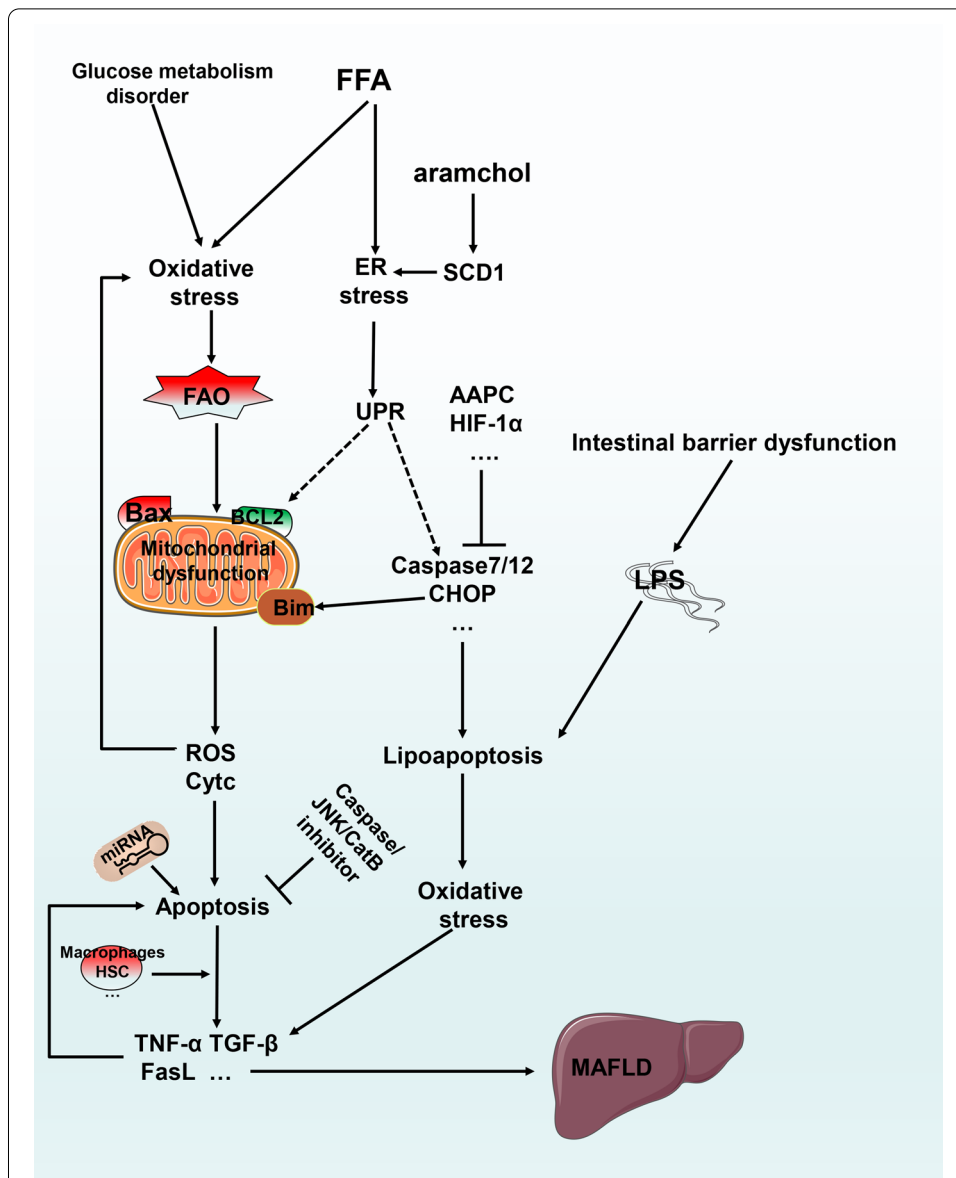 Glucose metabolism
disorder
FFA
aramchol
Oxidative
stress
ER
stress
SCD1
FAO
UPR
AAPC
HIF-1α
....
Intestinal barrier dysfunction
Bax
BCL2
Mitochondrial
dysfunction
Bim
Caspase7/12
CHOP
...
LPS
ROS
Cytc
Lipoapoptosis
Caspase/
JNK/CatB
inhibitor
miRNA
Apoptosis
Oxidative
stress
Macrophages
HSC
...
TNF-α TGF-β
FasL ...
MAFLD